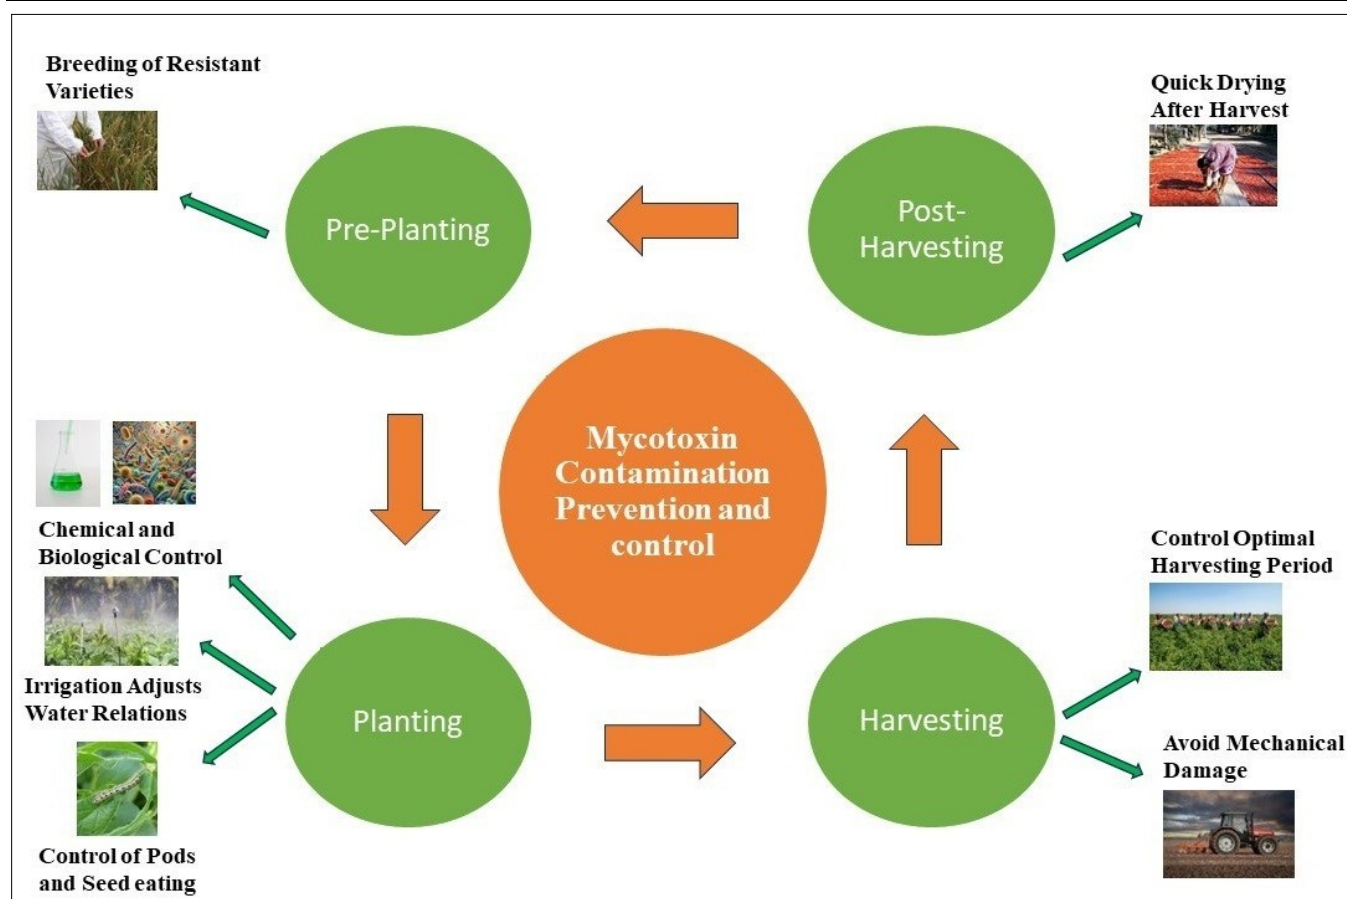 Breeding of Resistant
Varieties
Quick Drying
After Harvest
Pre-Planting
Post-
Harvesting
Mycotoxin
Contamination
Prevention and
control
Chemical and
Biological Control
Irrigation Adjusts
Water Relations
Control of Pods
and Seed eating
Planting
Harvesting
Control Optimal
Harvesting Period
Avoid Mechanical
Damage